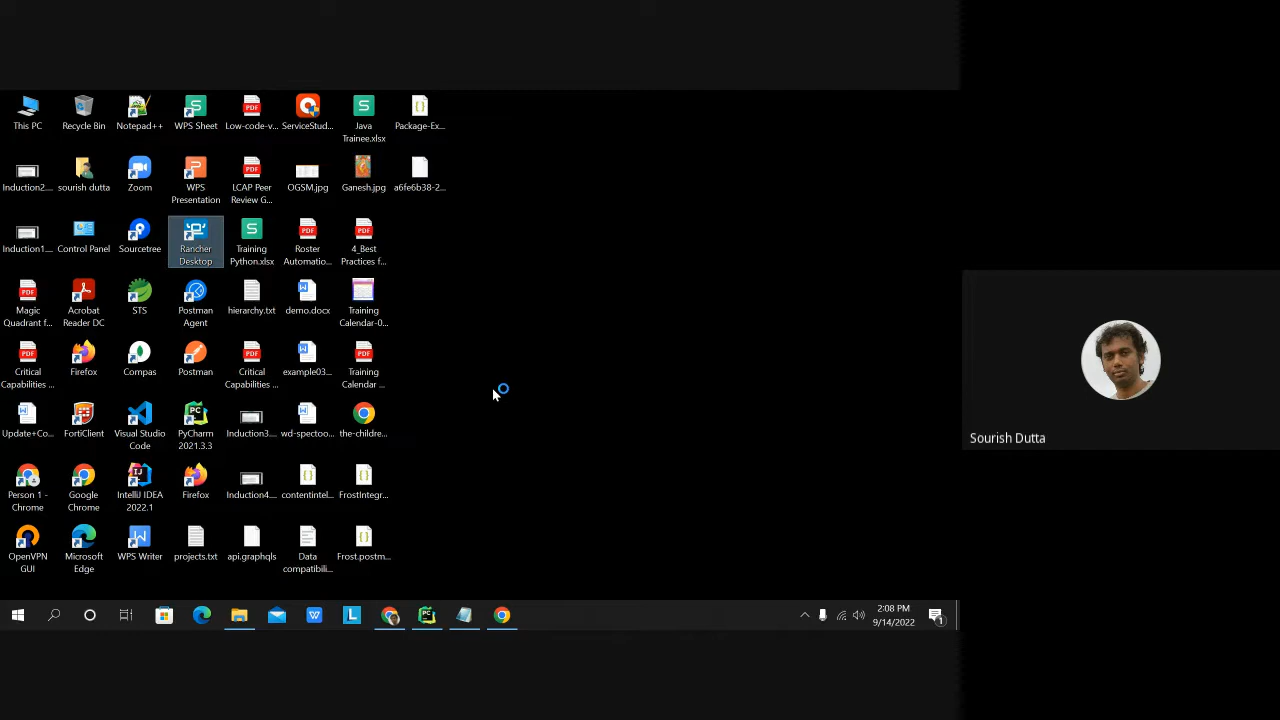 This PC
Recycle Bin
Notepad++
WPS Sheet
Low-code-v...
ServiceStud...
Java
Trainee.xlsx
Package-Ex...
Induction2....
sourish dutta
Zoom
WPS
Presentation
LCAP Peer
Review G...
OGSM.jpg
Ganesh.jpg
a6fe6b38-2...
Induction1....
Control Panel
Sourcetree
Rancher
Desktop
Training
Python.xlsx
Roster
Automatio...
4_Best
Practices f...
Magic
Quadrant f...
Acrobat
Reader DC
STS
Postman
Agent
hierarchy.txt
demo.docx
Training
Calendar-0...
Critical
Capabilities ...
Firefox
Compas
Postman
Critical
Capabilities ...
example03...
Training
Calendar ...
Update+Co...
FortiClient
Visual Studio
Code
PyCharm
2021.3.3
Induction3....
wd-spectoo...
the-childre...
Person 1 -
Chrome
Google
Chrome
IntelliJ IDEA
2022.1
Firefox
Induction4....
contentintel...
FrostIntegr...
OpenVPN
GUI
Microsoft
Edge
WPS Writer
projects.txt
api.graphqls
Data
compatibili...
Frost.postm...
2:08 PM
9/14/2022
Sourish Dutta